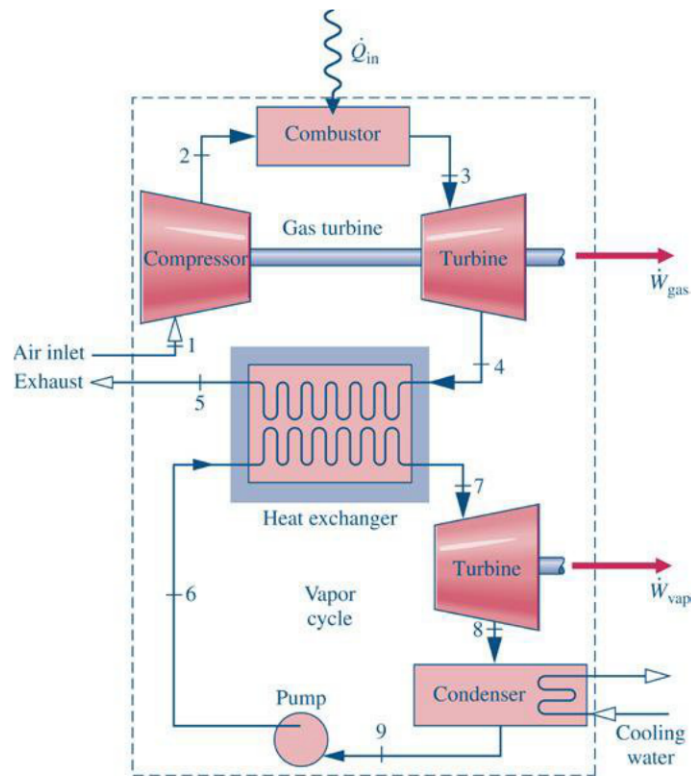 Q̇in
Combustor
2
3
Gas turbine
Compressor
Turbine
Ẇgas
1
Air inlet
4
Exhaust
5
Heat exchanger
7
Turbine
6
Vapor
cycle
Ẇvap
8
Condenser
Pump
9
Cooling
water